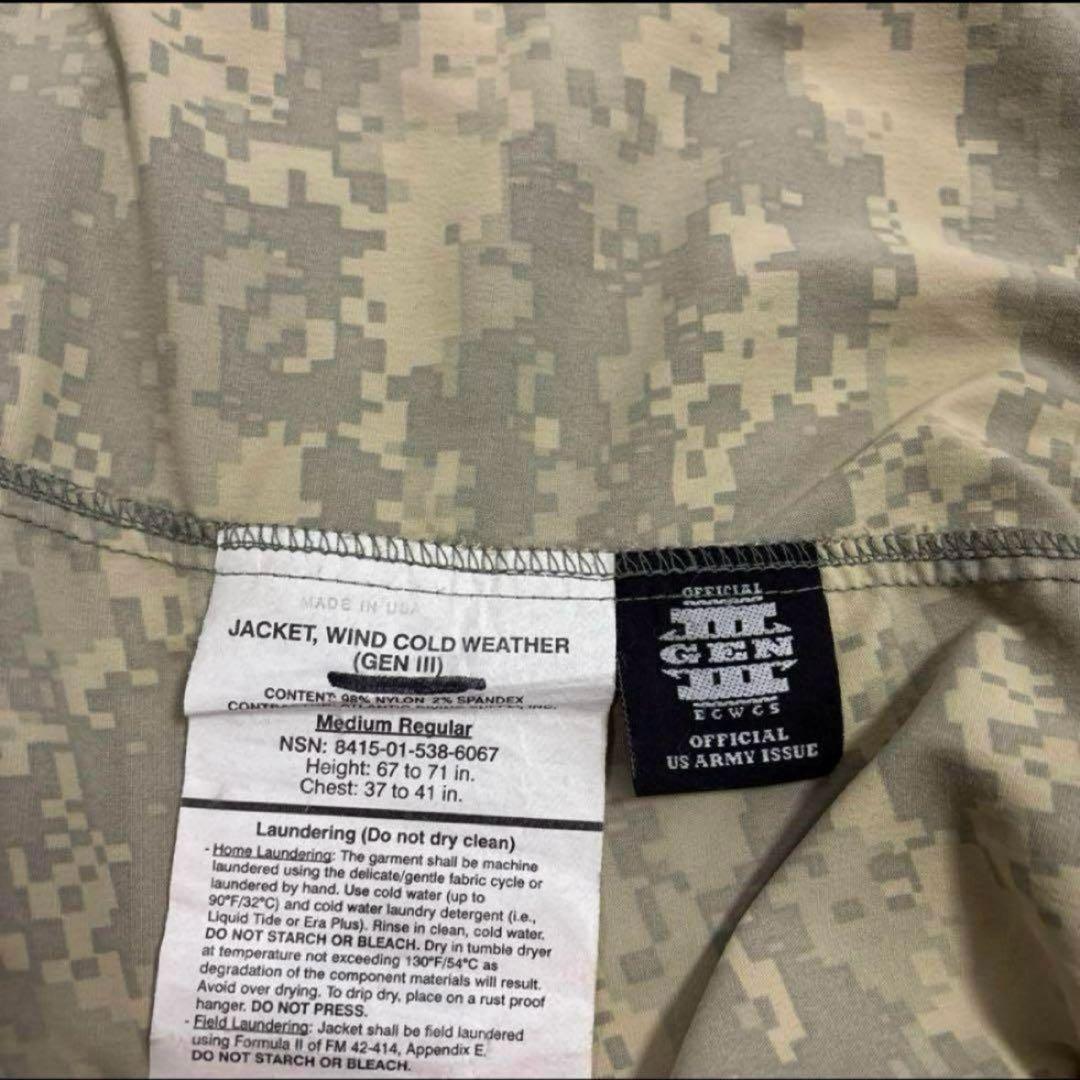 MADE IN USA
JACKET, WIND COLD WEATHER
(GEN III)
CONTENT: 98% NYLON 2% SPANDEX
Medium Regular
NSN: 8415-01-538-6067
Height: 67 to 71 in.
Chest: 37 to 41 in.
Laundering (Do not dry clean)
- Home Laundering: The garment shall be machine
laundered using the delicate/gentle fabric cycle or
laundered by hand. Use cold water (up to
90°F/32°C) and cold water laundry detergent (i.e.,
Liquid Tide or Era Plus). Rinse in clean, cold water.
DO NOT STARCH OR BLEACH. Dry in tumble dryer
at temperature not exceeding 130°F/54°C as
degradation of the component materials will result.
Avoid over drying. To drip dry, place on a rust proof
hanger. DO NOT PRESS.
- Field Laundering: Jacket shall be field laundered
using Formula II of FM 42-414, Appendix E.
DO NOT STARCH OR BLEACH.
OFFICIAL
III
GEN
III
ECWCS
OFFICIAL
US ARMY ISSUE